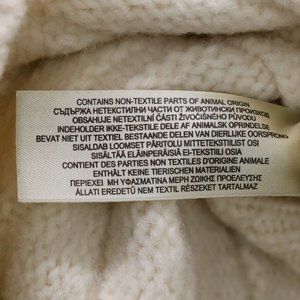 CONTAINS NON-TEXTILE PARTS OF ANIMAL ORIGIN
СЪДЪРЖА НЕТЕКСТИЛНИ ЧАСТИ ОТ ЖИВОТИНСКИ ПРОИЗХОД
OBSAHUJE NETEXTILNÍ ČÁSTI ŽIVOČIŠNÉHO PŮVODU
INDEHOLDER IKKE-TEKSTILE DELE AF ANIMALSK OPRINDELSE
BEVAT NIET UIT TEXTIEL BESTAANDE DELEN VAN DIERLIJKE OORSPRONG
SISALDAB LOOMSET PÄRITOLU MITTETEKSTIILIST OSI
SISÄLTÄÄ ELÄINPERÄISIÄ EI-TEKSTIILI OSIA
CONTIENT DES PARTIES NON TEXTILES D'ORIGINE ANIMALE
ENTHÄLT KEINE TIERISCHEN MATERIALIEN
ΠΕΡΙΕΧΕΙ ΜΗ ΥΦΑΣΜΑΤΙΝΑ ΜΕΡΗ ΖΩΙΚΗΣ ΠΡΟΕΛΕΥΣΗΣ
ÁLLATI EREDETŰ NEM TEXTIL RÉSZEKET TARTALMAZ